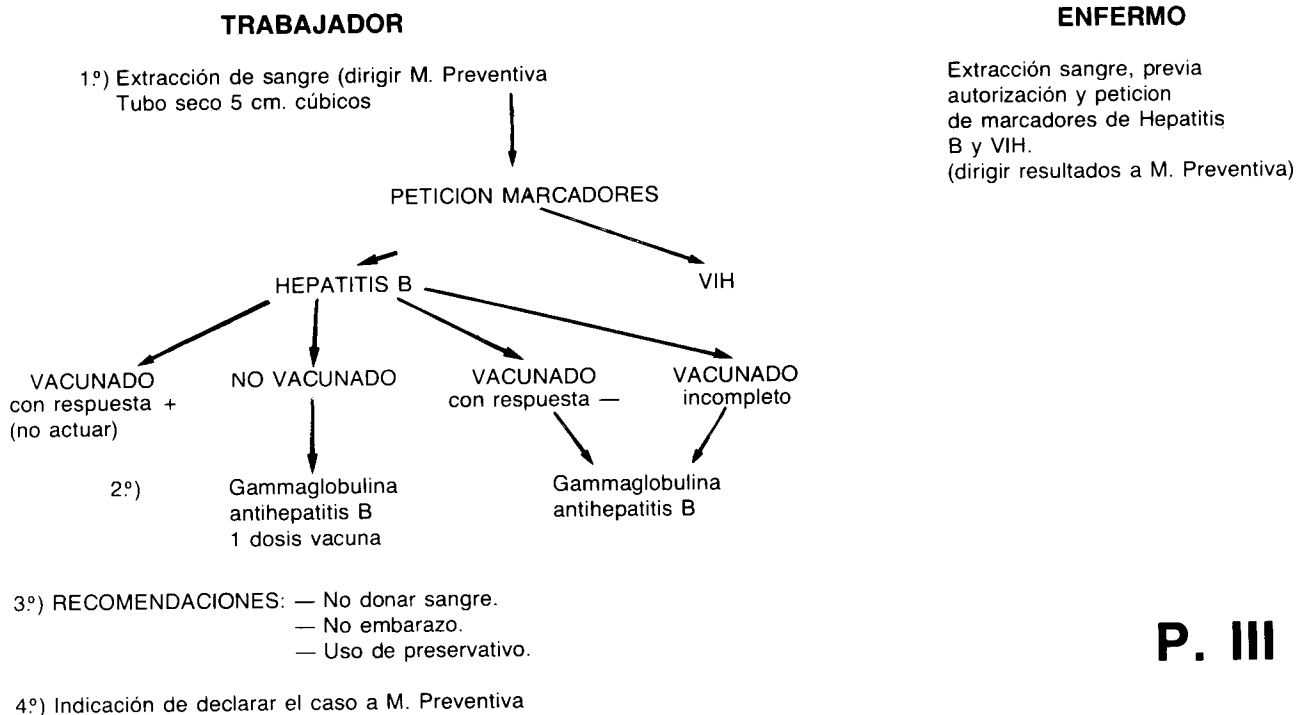 TRABAJADOR
1.º) Extracción de sangre (dirigir M. Preventiva
Tubo seco 5 cm. cúbicos
PETICION MARCADORES
HEPATITIS B
VIH
VACUNADO
con respuesta +
(no actuar)
NO VACUNADO
VACUNADO
con respuesta —
VACUNADO
incompleto
2.º)
Gammaglobulina
antihepatitis B
1 dosis vacuna
Gammaglobulina
antihepatitis B
3.º) RECOMENDACIONES: — No donar sangre.
— No embarazo.
— Uso de preservativo.
4.º) Indicación de declarar el caso a M. Preventiva
ENFERMO
Extracción sangre, previa
autorización y peticion
de marcadores de Hepatitis
B y VIH.
(dirigir resultados a M. Preventiva)
P. III